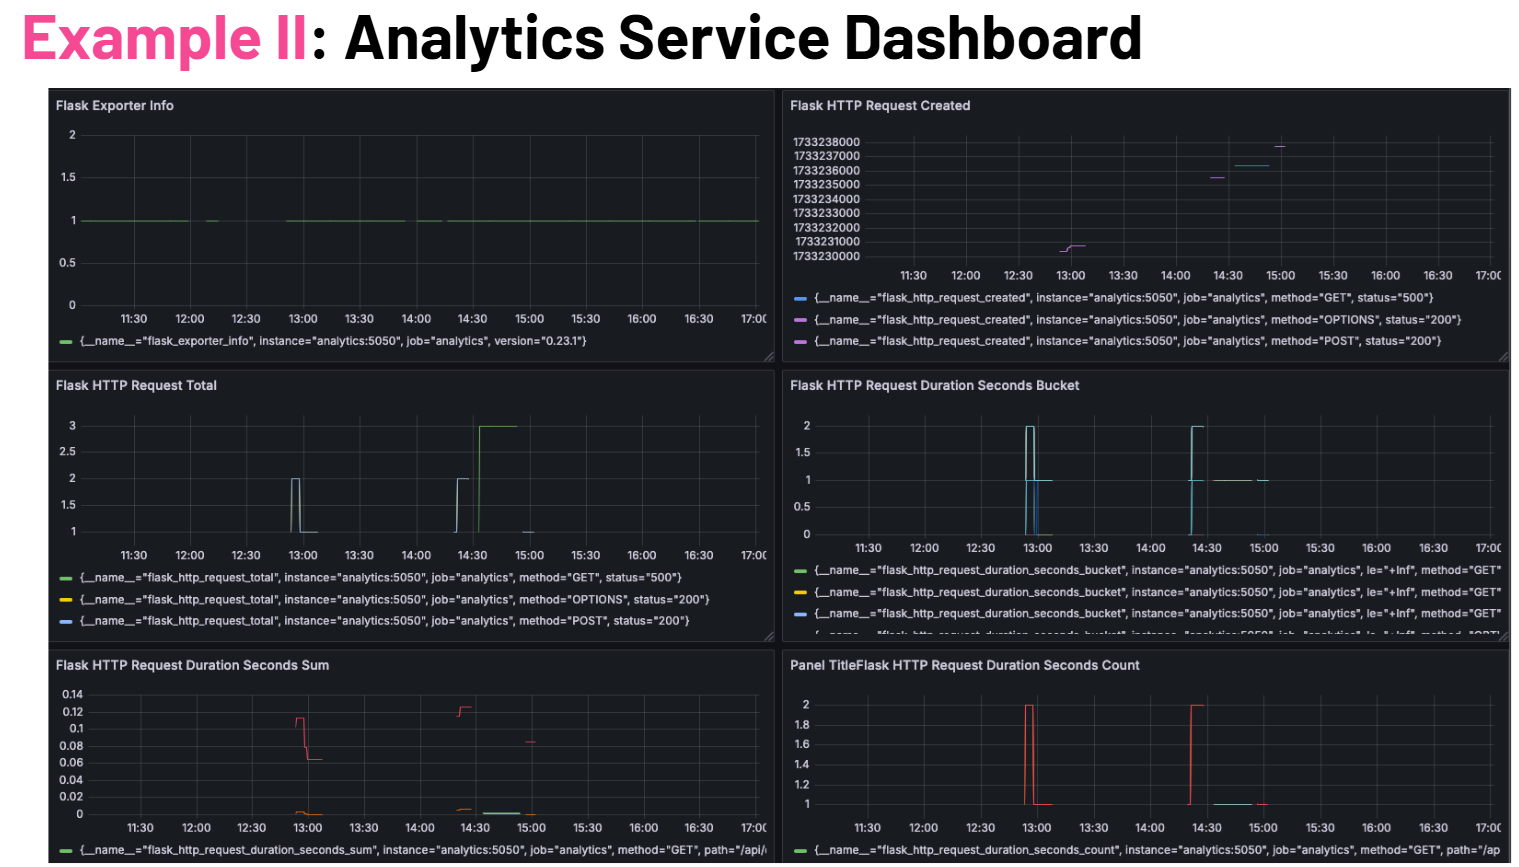 Example II: Analytics Service Dashboard
Flask Exporter Info
2
1.5
1
0.5
0
11:30 12:00 12:30 13:00 13:30 14:00 14:30 15:00 15:30 16:00 16:30 17:00
{__name__="flask_exporter_info", instance="analytics:5050", job="analytics", version="0.23.1"}
Flask HTTP Request Created
1733238000
1733237000
1733236000
1733235000
1733234000
1733233000
1733232000
1733231000
1733230000
11:30 12:00 12:30 13:00 13:30 14:00 14:30 15:00 15:30 16:00 16:30 17:00
{__name__="flask_http_request_created", instance="analytics:5050", job="analytics", method="GET", status="500"}
{__name__="flask_http_request_created", instance="analytics:5050", job="analytics", method="OPTIONS", status="200"}
{__name__="flask_http_request_created", instance="analytics:5050", job="analytics", method="POST", status="200"}
Flask HTTP Request Total
3
2.5
2
1.5
1
11:30 12:00 12:30 13:00 13:30 14:00 14:30 15:00 15:30 16:00 16:30 17:00
{__name__="flask_http_request_total", instance="analytics:5050", job="analytics", method="GET", status="500"}
{__name__="flask_http_request_total", instance="analytics:5050", job="analytics", method="OPTIONS", status="200"}
{__name__="flask_http_request_total", instance="analytics:5050", job="analytics", method="POST", status="200"}
Flask HTTP Request Duration Seconds Bucket
2
1.5
1
0.5
0
11:30 12:00 12:30 13:00 13:30 14:00 14:30 15:00 15:30 16:00 16:30 17:00
{__name__="flask_http_request_duration_seconds_bucket", instance="analytics:5050", job="analytics", le="+Inf", method="GET"
{__name__="flask_http_request_duration_seconds_bucket", instance="analytics:5050", job="analytics", le="+Inf", method="GET"
{__name__="flask_http_request_duration_seconds_bucket", instance="analytics:5050", job="analytics", le="+Inf", method="GET"
{__name__="flask_http_request_duration_seconds_bucket", instance="analytics:5050", job="analytics", le="+Inf", method="OPTI
Flask HTTP Request Duration Seconds Sum
0.14
0.12
0.1
0.08
0.06
0.04
0.02
0
11:30 12:00 12:30 13:00 13:30 14:00 14:30 15:00 15:30 16:00 16:30 17:00
{__name__="flask_http_request_duration_seconds_sum", instance="analytics:5050", job="analytics", method="GET", path="/api/
Panel TitleFlask HTTP Request Duration Seconds Count
2
1.8
1.6
1.4
1.2
1
11:30 12:00 12:30 13:00 13:30 14:00 14:30 15:00 15:30 16:00 16:30 17:00
{__name__="flask_http_request_duration_seconds_count", instance="analytics:5050", job="analytics", method="GET", path="/ap